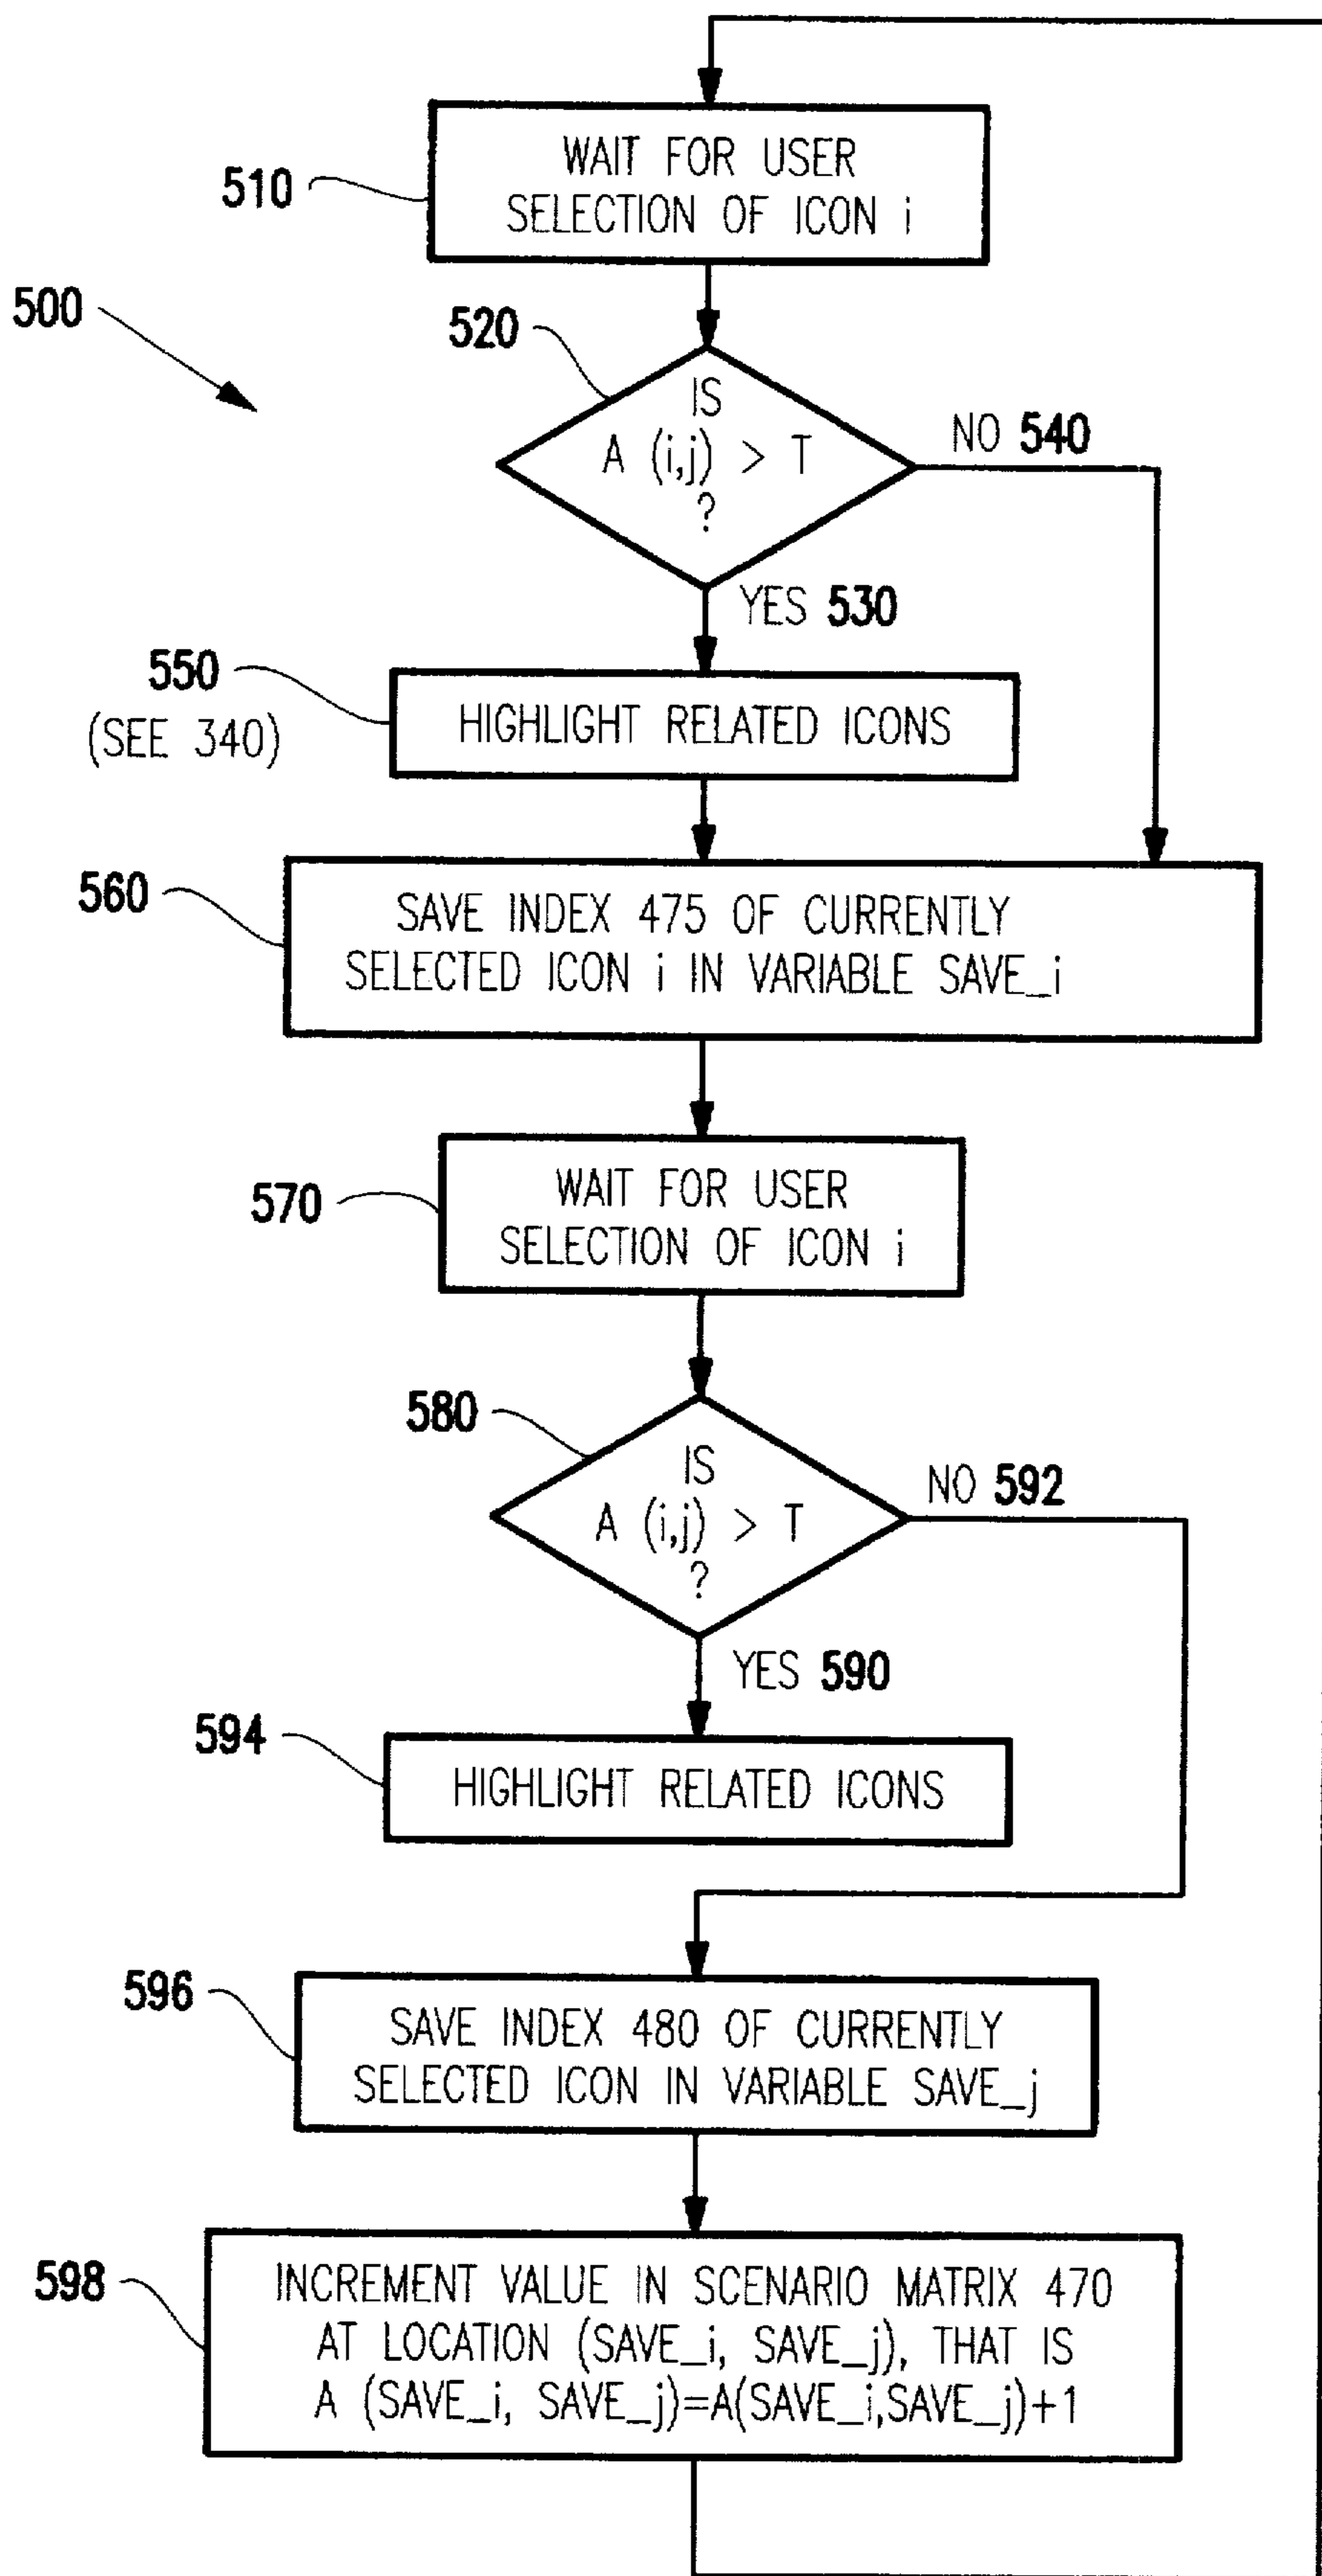 510
WAIT FOR USER
SELECTION OF ICON i
500
520
IS
A (i,j) > T
?
NO 540
YES 530
550
(SEE 340)
HIGHLIGHT RELATED ICONS
560
SAVE INDEX 475 OF CURRENTLY
SELECTED ICON i IN VARIABLE SAVE_i
570
WAIT FOR USER
SELECTION OF ICON i
580
IS
A (i,j) > T
?
NO 592
YES 590
594
HIGHLIGHT RELATED ICONS
596
SAVE INDEX 480 OF CURRENTLY
SELECTED ICON IN VARIABLE SAVE_j
598
INCREMENT VALUE IN SCENARIO MATRIX 470
AT LOCATION (SAVE_i, SAVE_j), THAT IS
A (SAVE_i, SAVE_j)=A(SAVE_i,SAVE_j)+1